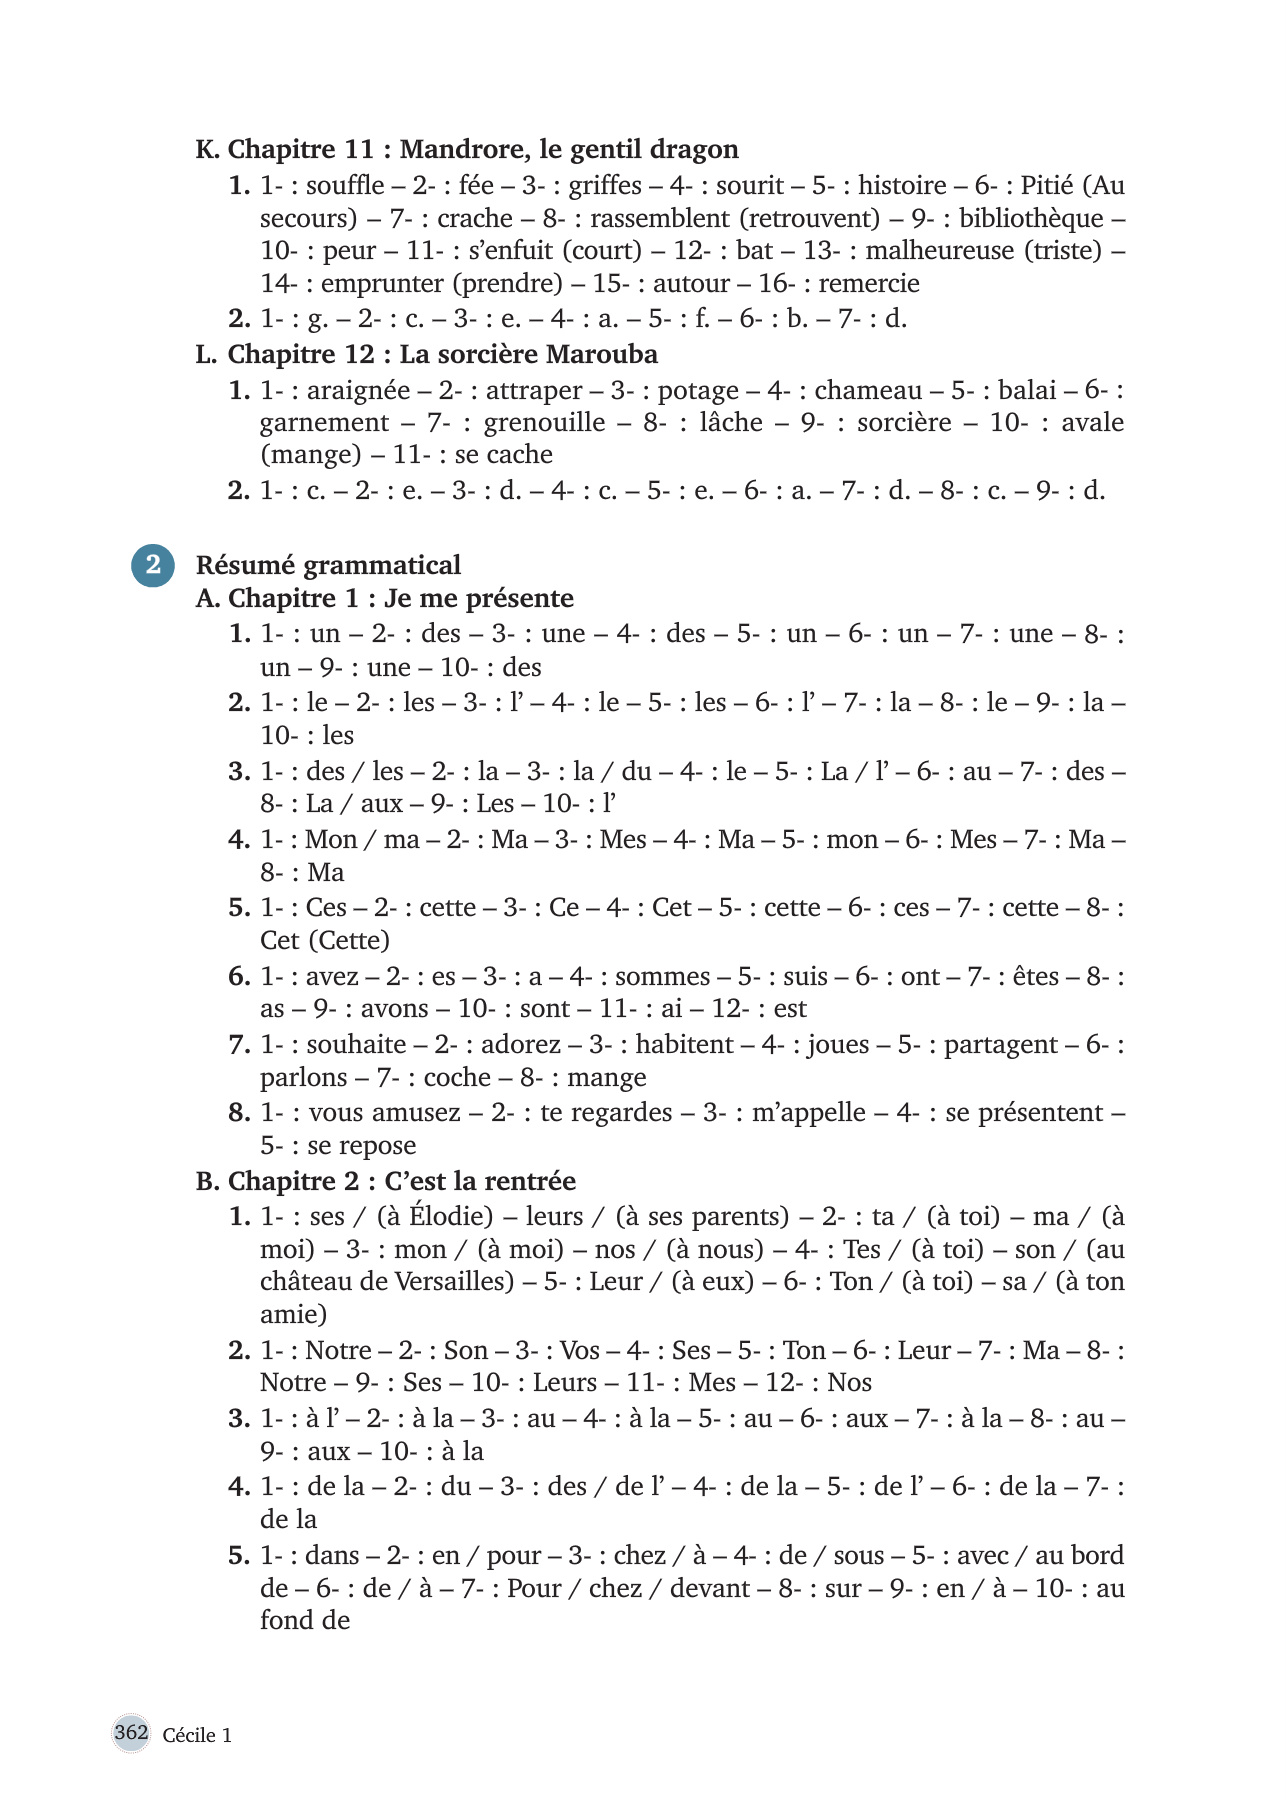 K. Chapitre 11 : Mandrore, le gentil dragon
1. 1- : souffle – 2- : fée – 3- : griffes – 4- : sourit – 5- : histoire – 6- : Pitié (Au
secours) – 7- : crache – 8- : rassemblent (retrouvent) – 9- : bibliothèque –
10- : peur – 11- : s’enfuit (court) – 12- : bat – 13- : malheureuse (triste) –
14- : emprunter (prendre) – 15- : autour – 16- : remercie
2. 1- : g. – 2- : c. – 3- : e. – 4- : a. – 5- : f. – 6- : b. – 7- : d.
L. Chapitre 12 : La sorcière Marouba
1. 1- : araignée – 2- : attraper – 3- : potage – 4- : chameau – 5- : balai – 6- :
garnement – 7- : grenouille – 8- : lâche – 9- : sorcière – 10- : avale
(mange) – 11- : se cache
2. 1- : c. – 2- : e. – 3- : d. – 4- : c. – 5- : e. – 6- : a. – 7- : d. – 8- : c. – 9- : d.
2 Résumé grammatical
A. Chapitre 1 : Je me présente
1. 1- : un – 2- : des – 3- : une – 4- : des – 5- : un – 6- : un – 7- : une – 8- :
un – 9- : une – 10- : des
2. 1- : le – 2- : les – 3- : l’ – 4- : le – 5- : les – 6- : l’ – 7- : la – 8- : le – 9- : la –
10- : les
3. 1- : des / les – 2- : la – 3- : la / du – 4- : le – 5- : La / l’ – 6- : au – 7- : des –
8- : La / aux – 9- : Les – 10- : l’
4. 1- : Mon / ma – 2- : Ma – 3- : Mes – 4- : Ma – 5- : mon – 6- : Mes – 7- : Ma –
8- : Ma
5. 1- : Ces – 2- : cette – 3- : Ce – 4- : Cet – 5- : cette – 6- : ces – 7- : cette – 8- :
Cet (Cette)
6. 1- : avez – 2- : es – 3- : a – 4- : sommes – 5- : suis – 6- : ont – 7- : êtes – 8- :
as – 9- : avons – 10- : sont – 11- : ai – 12- : est
7. 1- : souhaite – 2- : adorez – 3- : habitent – 4- : joues – 5- : partagent – 6- :
parlons – 7- : coche – 8- : mange
8. 1- : vous amusez – 2- : te regardes – 3- : m’appelle – 4- : se présentent –
5- : se repose
B. Chapitre 2 : C’est la rentrée
1. 1- : ses / (à Élodie) – leurs / (à ses parents) – 2- : ta / (à toi) – ma / (à
moi) – 3- : mon / (à moi) – nos / (à nous) – 4- : Tes / (à toi) – son / (au
château de Versailles) – 5- : Leur / (à eux) – 6- : Ton / (à toi) – sa / (à ton
amie)
2. 1- : Notre – 2- : Son – 3- : Vos – 4- : Ses – 5- : Ton – 6- : Leur – 7- : Ma – 8- :
Notre – 9- : Ses – 10- : Leurs – 11- : Mes – 12- : Nos
3. 1- : à l’ – 2- : à la – 3- : au – 4- : à la – 5- : au – 6- : aux – 7- : à la – 8- : au –
9- : aux – 10- : à la
4. 1- : de la – 2- : du – 3- : des / de l’ – 4- : de la – 5- : de l’ – 6- : de la – 7- :
de la
5. 1- : dans – 2- : en / pour – 3- : chez / à – 4- : de / sous – 5- : avec / au bord
de – 6- : de / à – 7- : Pour / chez / devant – 8- : sur – 9- : en / à – 10- : au
fond de
362 Cécile 1